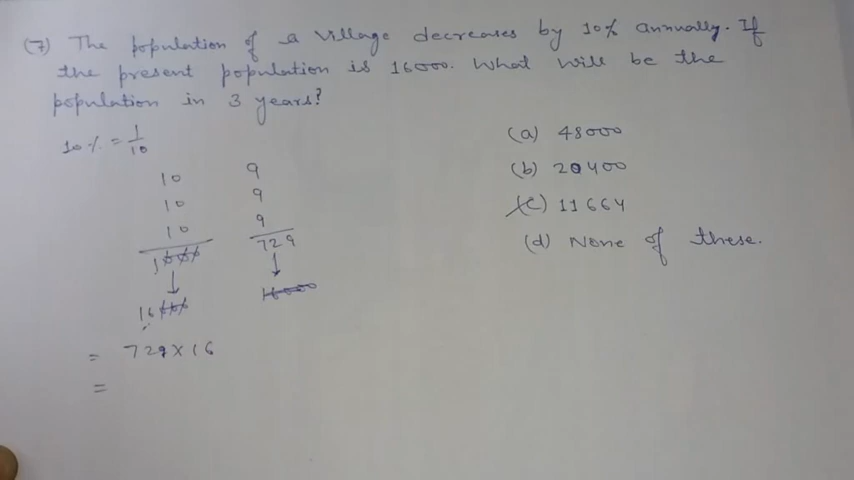 (7) The population of a village decreases by 10% annually. If
the present population is 16000. What will be the
population in 3 years?
10% = 1/10
(a) 48000
(b) 20400
(c) 11664
(d) None of these.
10 9
10 9
10 9
1000 729
16000 16000
= 729 x 16
=